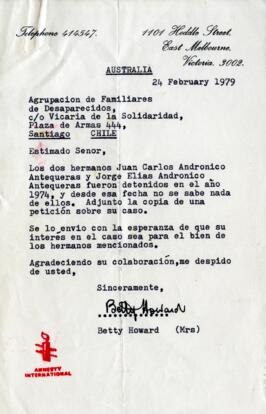 Telephone 414547.
1101 Hoddle Street,
East Melbourne,
Victoria. 3002.
AUSTRALIA
24 February 1979
Agrupacion de Familiares
de Desaparecidos,
c/o Vicaria de la Solidaridad,
Plaza de Armas 444,
Santiago CHILE
Estimado Senor,
Los dos hermanos Juan Carlos Andronico
Antequeras y Jorge Elias Andronico
Antequeras fueron detenidos en el año
1974, y desde esa fecha no se sabe nada
de ellos. Adjunto la copia de una
petición sobre su caso.
Se lo envio con la esperanza de que su
interés en el caso sea para el bien de
los hermanos mencionados.
Agradeciendo su colaboración,me despido
de usted,
Sinceramente,
Betty Howard
Betty Howard (Mrs)
AMNESTY
INTERNATIONAL